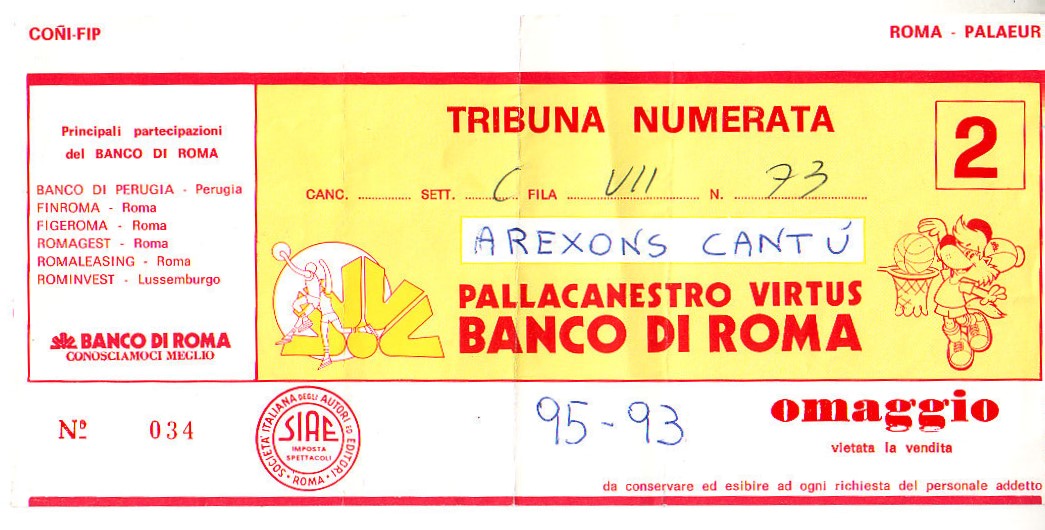 COÑI-FIP
ROMA - PALAEUR
Principali partecipazioni
del BANCO DI ROMA
BANCO DI PERUGIA - Perugia
FINROMA - Roma
FIGEROMA - Roma
ROMAGEST - Roma
ROMALEASING - Roma
ROMINVEST - Lussemburgo
BANCO DI ROMA
CONOSCIAMOCI MEGLIO
TRIBUNA NUMERATA
2
CANC. .......... SETT. C FILA VII N. 73
AREXONS CANTÚ
PALLACANESTRO VIRTUS
BANCO DI ROMA
Nº 034
SOCIETÀ ITALIANA DEGLI AUTORI ED EDITORI · ROMA ·
SIAE
IMPOSTA
SPETTACOLI
95-93
omaggio
vietata la vendita
da conservare ed esibire ad ogni richiesta del personale addetto